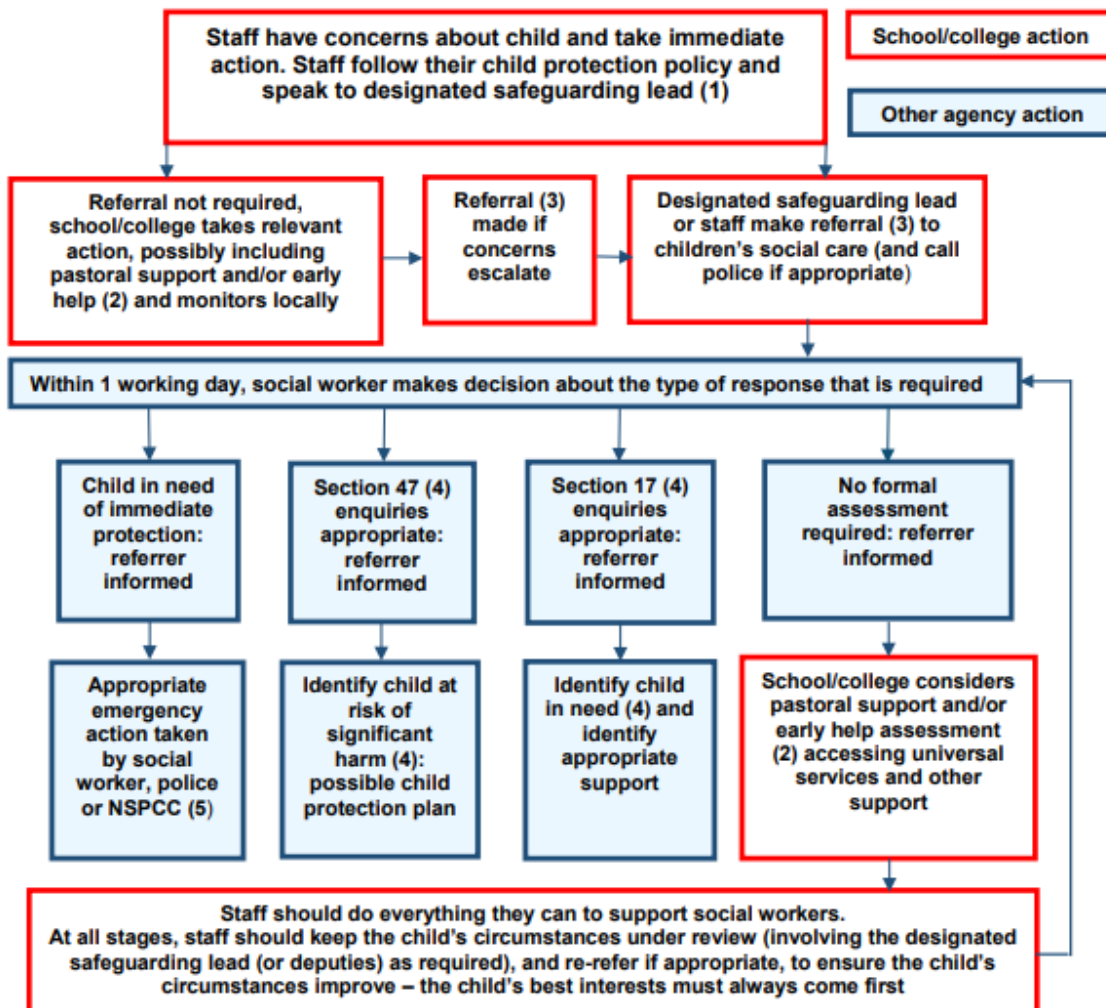 Staff have concerns about child and take immediate
action. Staff follow their child protection policy and
speak to designated safeguarding lead (1)
School/college action
Other agency action
Referral not required,
school/college takes relevant
action, possibly including
pastoral support and/or early
help (2) and monitors locally
Referral (3)
made if
concerns
escalate
Designated safeguarding lead
or staff make referral (3) to
children’s social care (and call
police if appropriate)
Within 1 working day, social worker makes decision about the type of response that is required
Child in need
of immediate
protection:
referrer
informed
Section 47 (4)
enquiries
appropriate:
referrer
informed
Section 17 (4)
enquiries
appropriate:
referrer
informed
No formal
assessment
required: referrer
informed
Appropriate
emergency
action taken
by social
worker, police
or NSPCC (5)
Identify child at
risk of
significant
harm (4):
possible child
protection plan
Identify child
in need (4) and
identify
appropriate
support
School/college considers
pastoral support and/or
early help assessment
(2) accessing universal
services and other
support
Staff should do everything they can to support social workers.
At all stages, staff should keep the child’s circumstances under review (involving the designated
safeguarding lead (or deputies) as required), and re-refer if appropriate, to ensure the child’s
circumstances improve – the child’s best interests must always come first